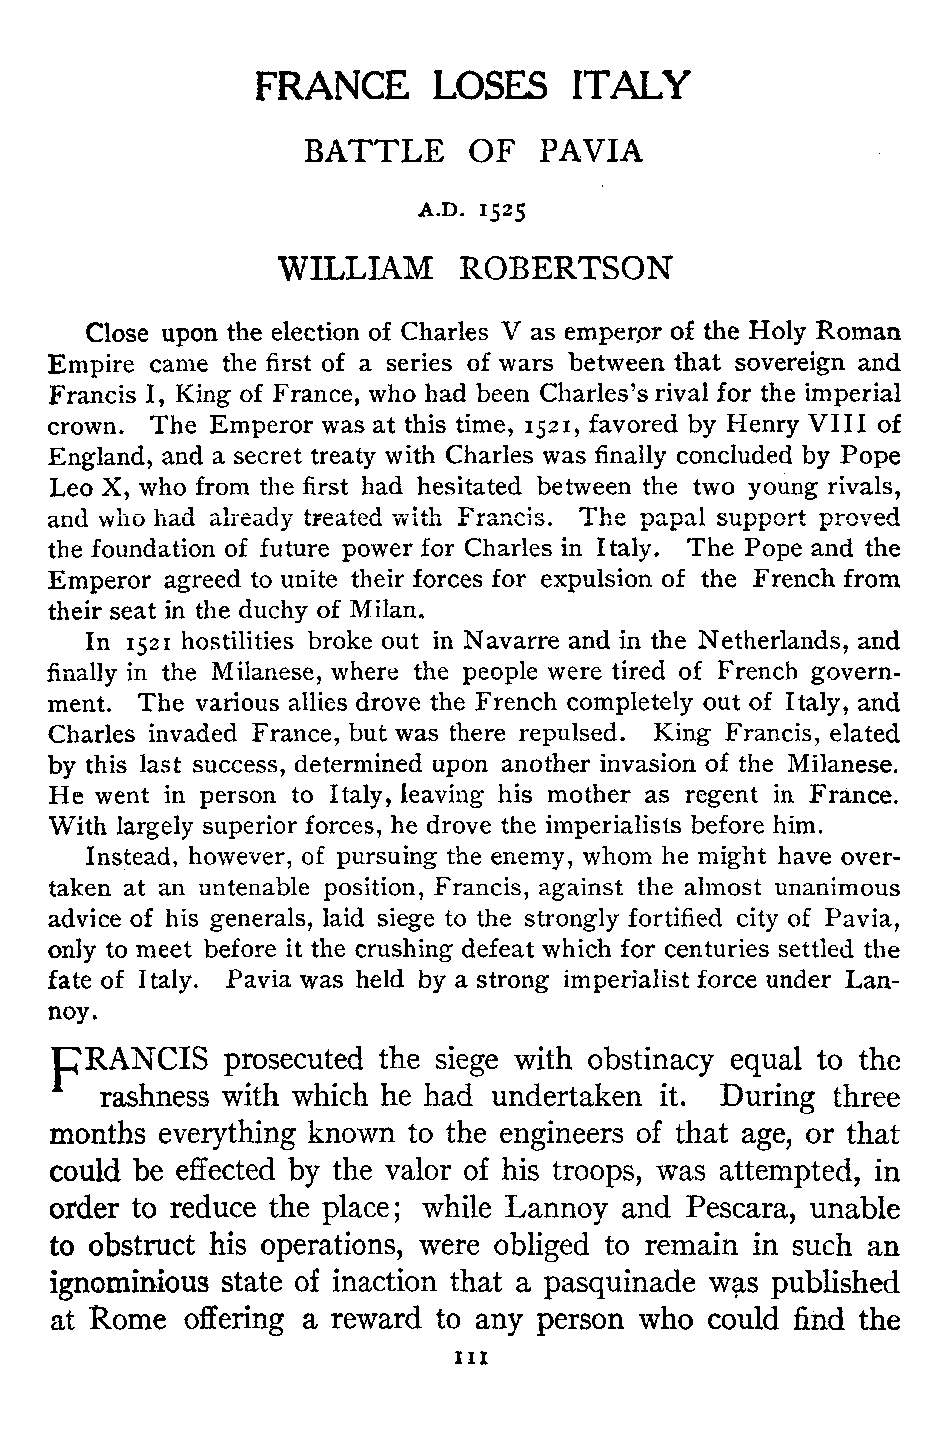 FRANCE LOSES ITALY
BATTLE OF PAVIA
A.D. 1525
WILLIAM ROBERTSON
Close upon the election of Charles V as emperor of the Holy Roman
Empire came the first of a series of wars between that sovereign and
Francis I, King of France, who had been Charles's rival for the imperial
crown. The Emperor was at this time, 1521, favored by Henry VIII of
England, and a secret treaty with Charles was finally concluded by Pope
Leo X, who from the first had hesitated between the two young rivals,
and who had already treated with Francis. The papal support proved
the foundation of future power for Charles in Italy. The Pope and the
Emperor agreed to unite their forces for expulsion of the French from
their seat in the duchy of Milan.
In 1521 hostilities broke out in Navarre and in the Netherlands, and
finally in the Milanese, where the people were tired of French govern-
ment. The various allies drove the French completely out of Italy, and
Charles invaded France, but was there repulsed. King Francis, elated
by this last success, determined upon another invasion of the Milanese.
He went in person to Italy, leaving his mother as regent in France.
With largely superior forces, he drove the imperialists before him.
Instead, however, of pursuing the enemy, whom he might have over-
taken at an untenable position, Francis, against the almost unanimous
advice of his generals, laid siege to the strongly fortified city of Pavia,
only to meet before it the crushing defeat which for centuries settled the
fate of Italy. Pavia was held by a strong imperialist force under Lan-
noy.
FRANCIS prosecuted the siege with obstinacy equal to the
rashness with which he had undertaken it. During three
months everything known to the engineers of that age, or that
could be effected by the valor of his troops, was attempted, in
order to reduce the place; while Lannoy and Pescara, unable
to obstruct his operations, were obliged to remain in such an
ignominious state of inaction that a pasquinade was published
at Rome offering a reward to any person who could find the
111